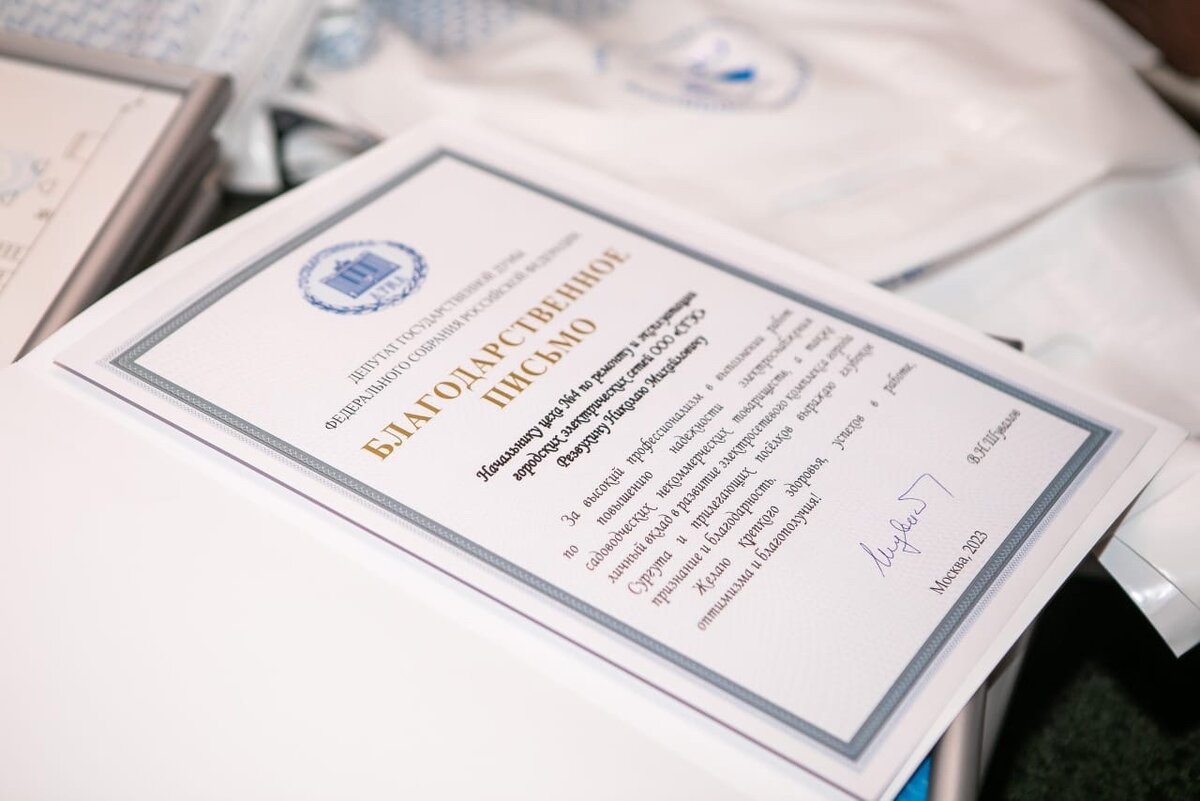 ДЕПУТАТ ГОСУДАРСТВЕННОЙ ДУМЫ
ФЕДЕРАЛЬНОГО СОБРАНИЯ РОССИЙСКОЙ ФЕДЕРАЦИИ
БЛАГОДАРСТВЕННОЕ
ПИСЬМО
Начальнику цеха №4 по ремонту и эксплуатации
городских электрических сетей ООО «СГЭС»
Резвухину Николаю Михайловичу
За высокий профессионализм в выполнении работ
по повышению надежности электроснабжения
садоводческих некоммерческих товариществ, а также
личный вклад в развитие электросетевого комплекса города
Сургута и прилегающих посёлков выражаю глубокое
признание и благодарность.
Желаю крепкого здоровья, успехов в работе,
оптимизма и благополучия!
В.Н.Шувалов
Москва, 2023